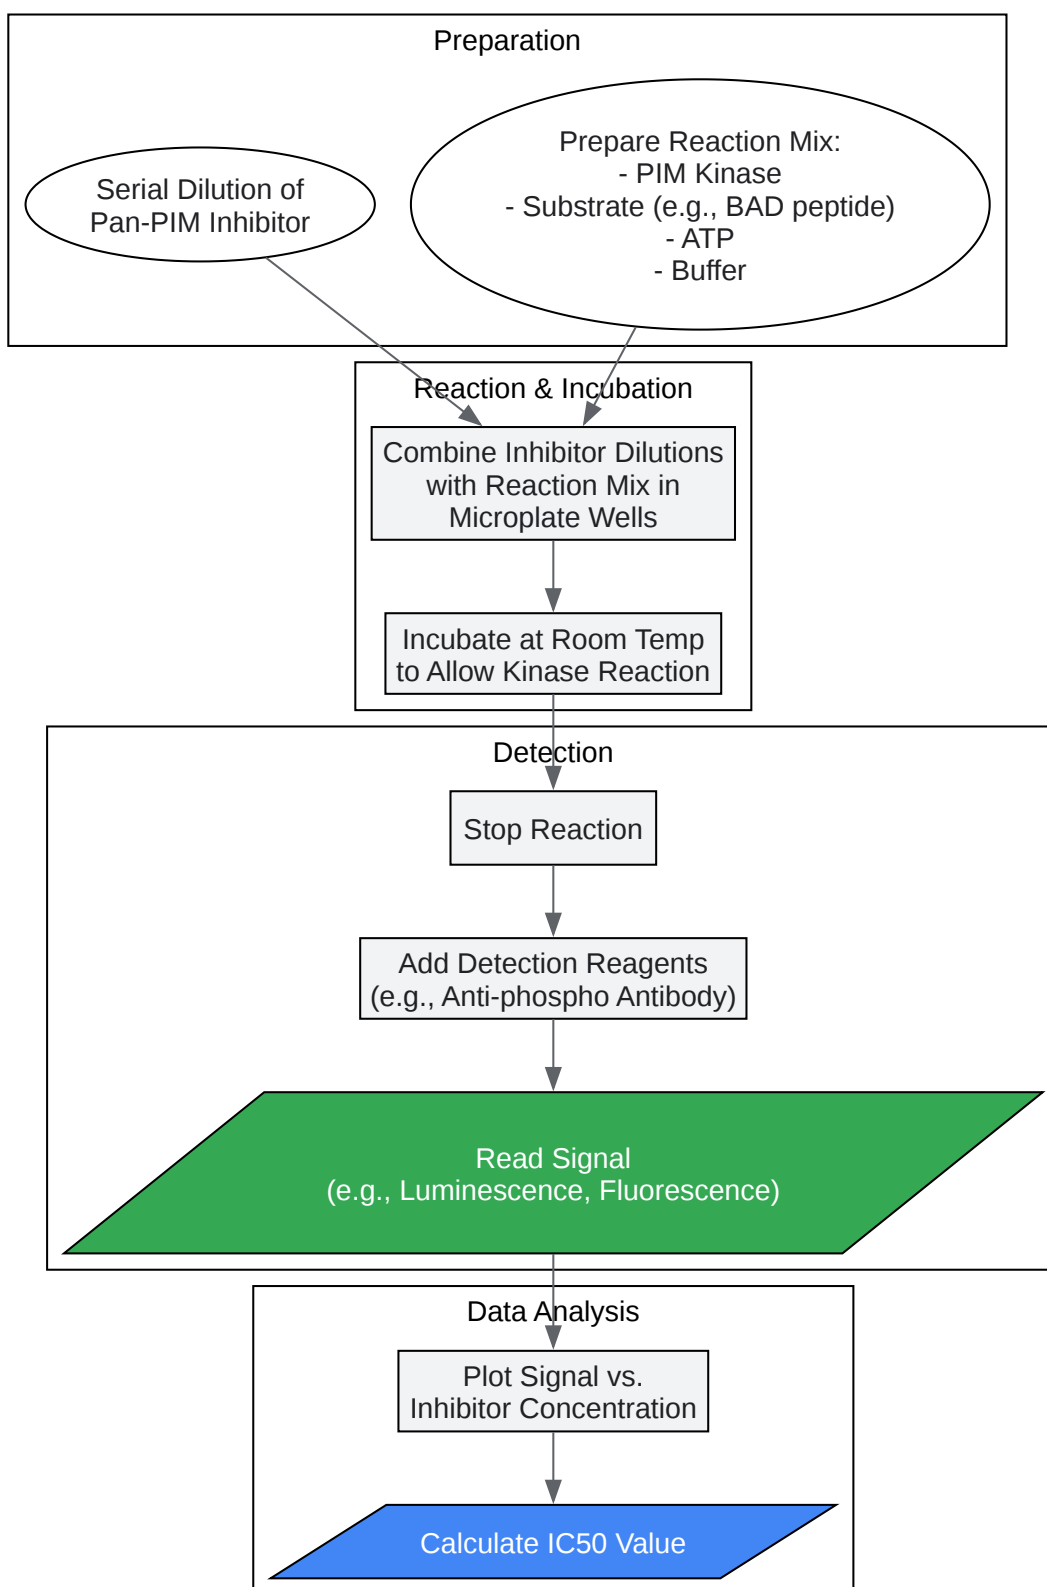 Preparation
Serial Dilution of
Pan-PIM Inhibitor
Prepare Reaction Mix:
- PIM Kinase
- Substrate (e.g., BAD peptide)
- ATP
- Buffer
Reaction & Incubation
Combine Inhibitor Dilutions
with Reaction Mix in
Microplate Wells
Incubate at Room Temp
to Allow Kinase Reaction
Detection
Stop Reaction
Add Detection Reagents
(e.g., Anti-phospho Antibody)
Read Signal
(e.g., Luminescence, Fluorescence)
Data Analysis
Plot Signal vs.
Inhibitor Concentration
Calculate IC50 Value